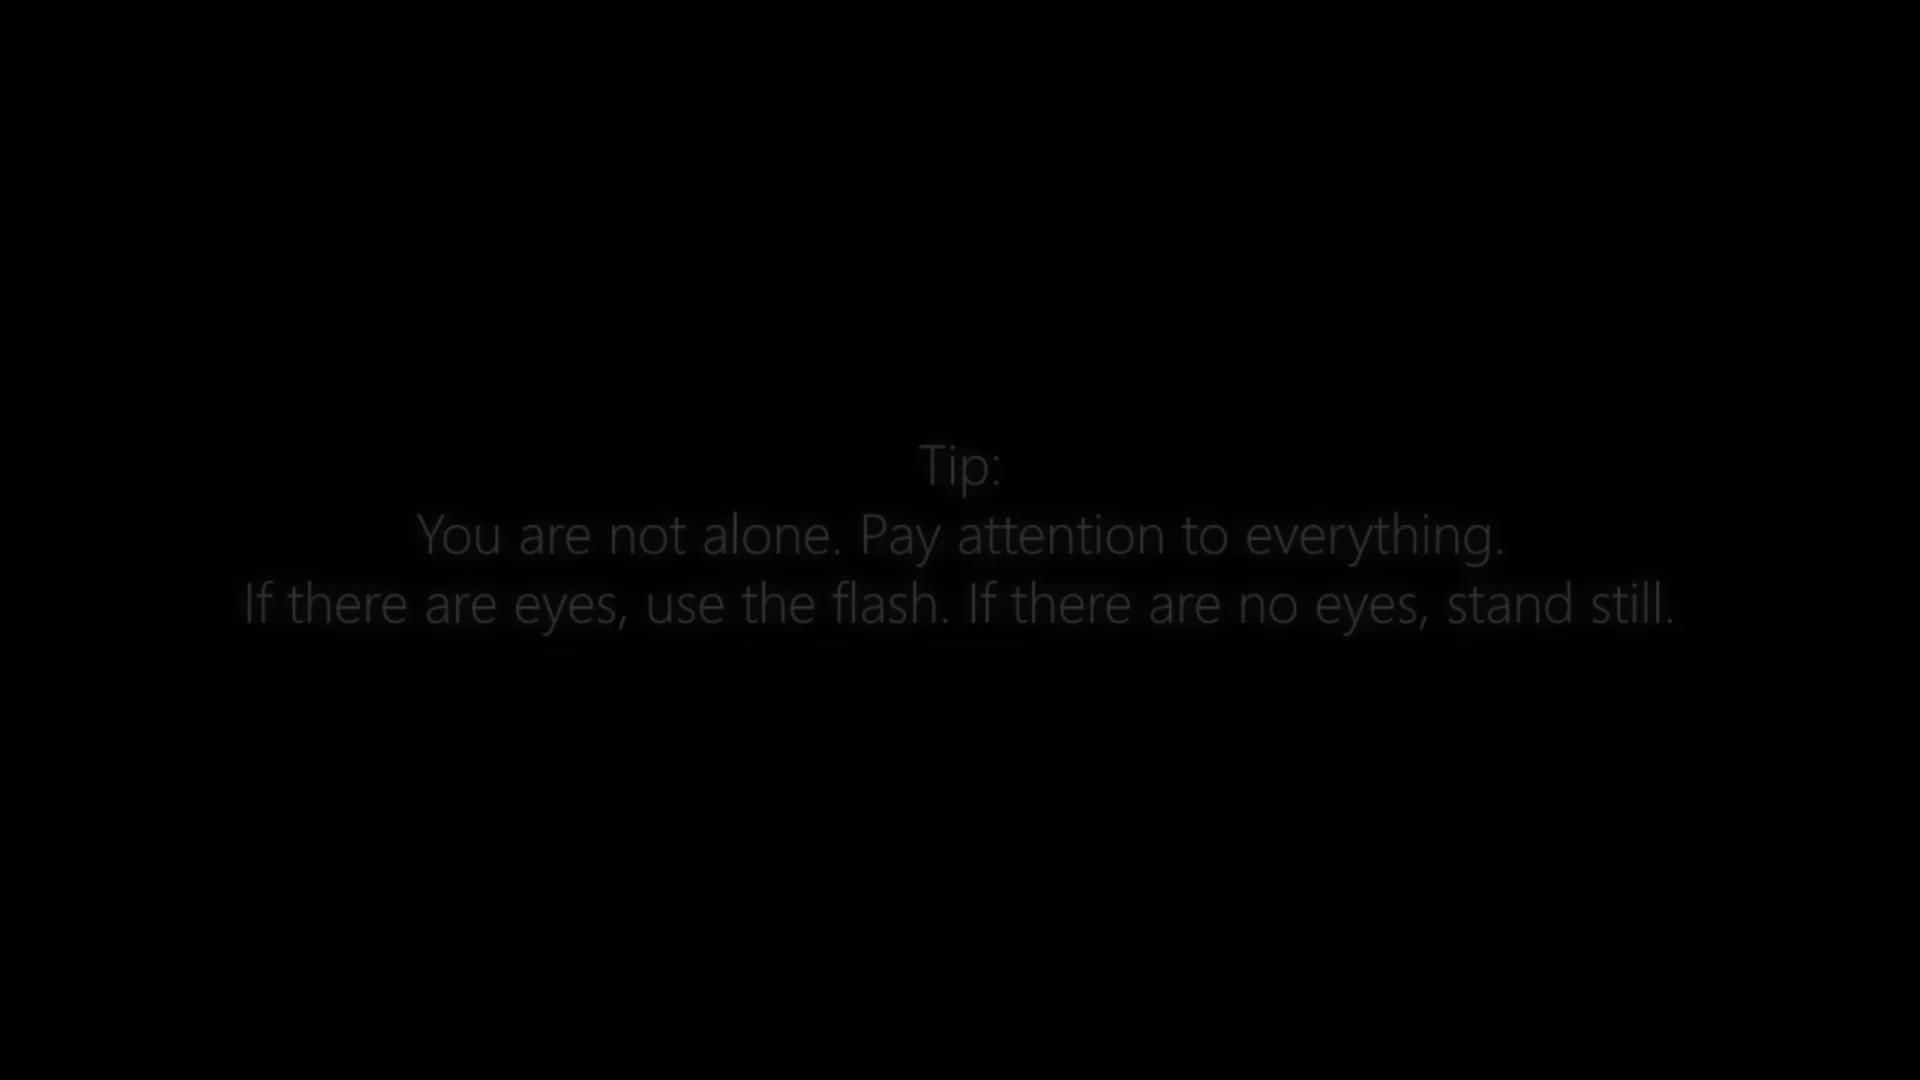 Tip:
You are not alone. Pay attention to everything.
If there are eyes, use the flash. If there are no eyes, stand still.